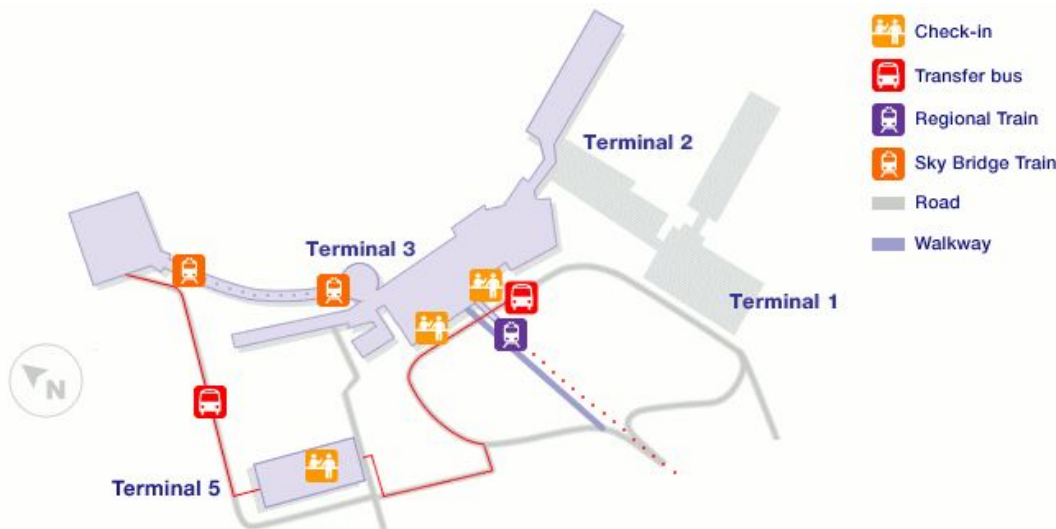 Check-in
Transfer bus
Regional Train
Sky Bridge Train
Road
Walkway
Terminal 2
Terminal 3
Terminal 1
N
Terminal 5